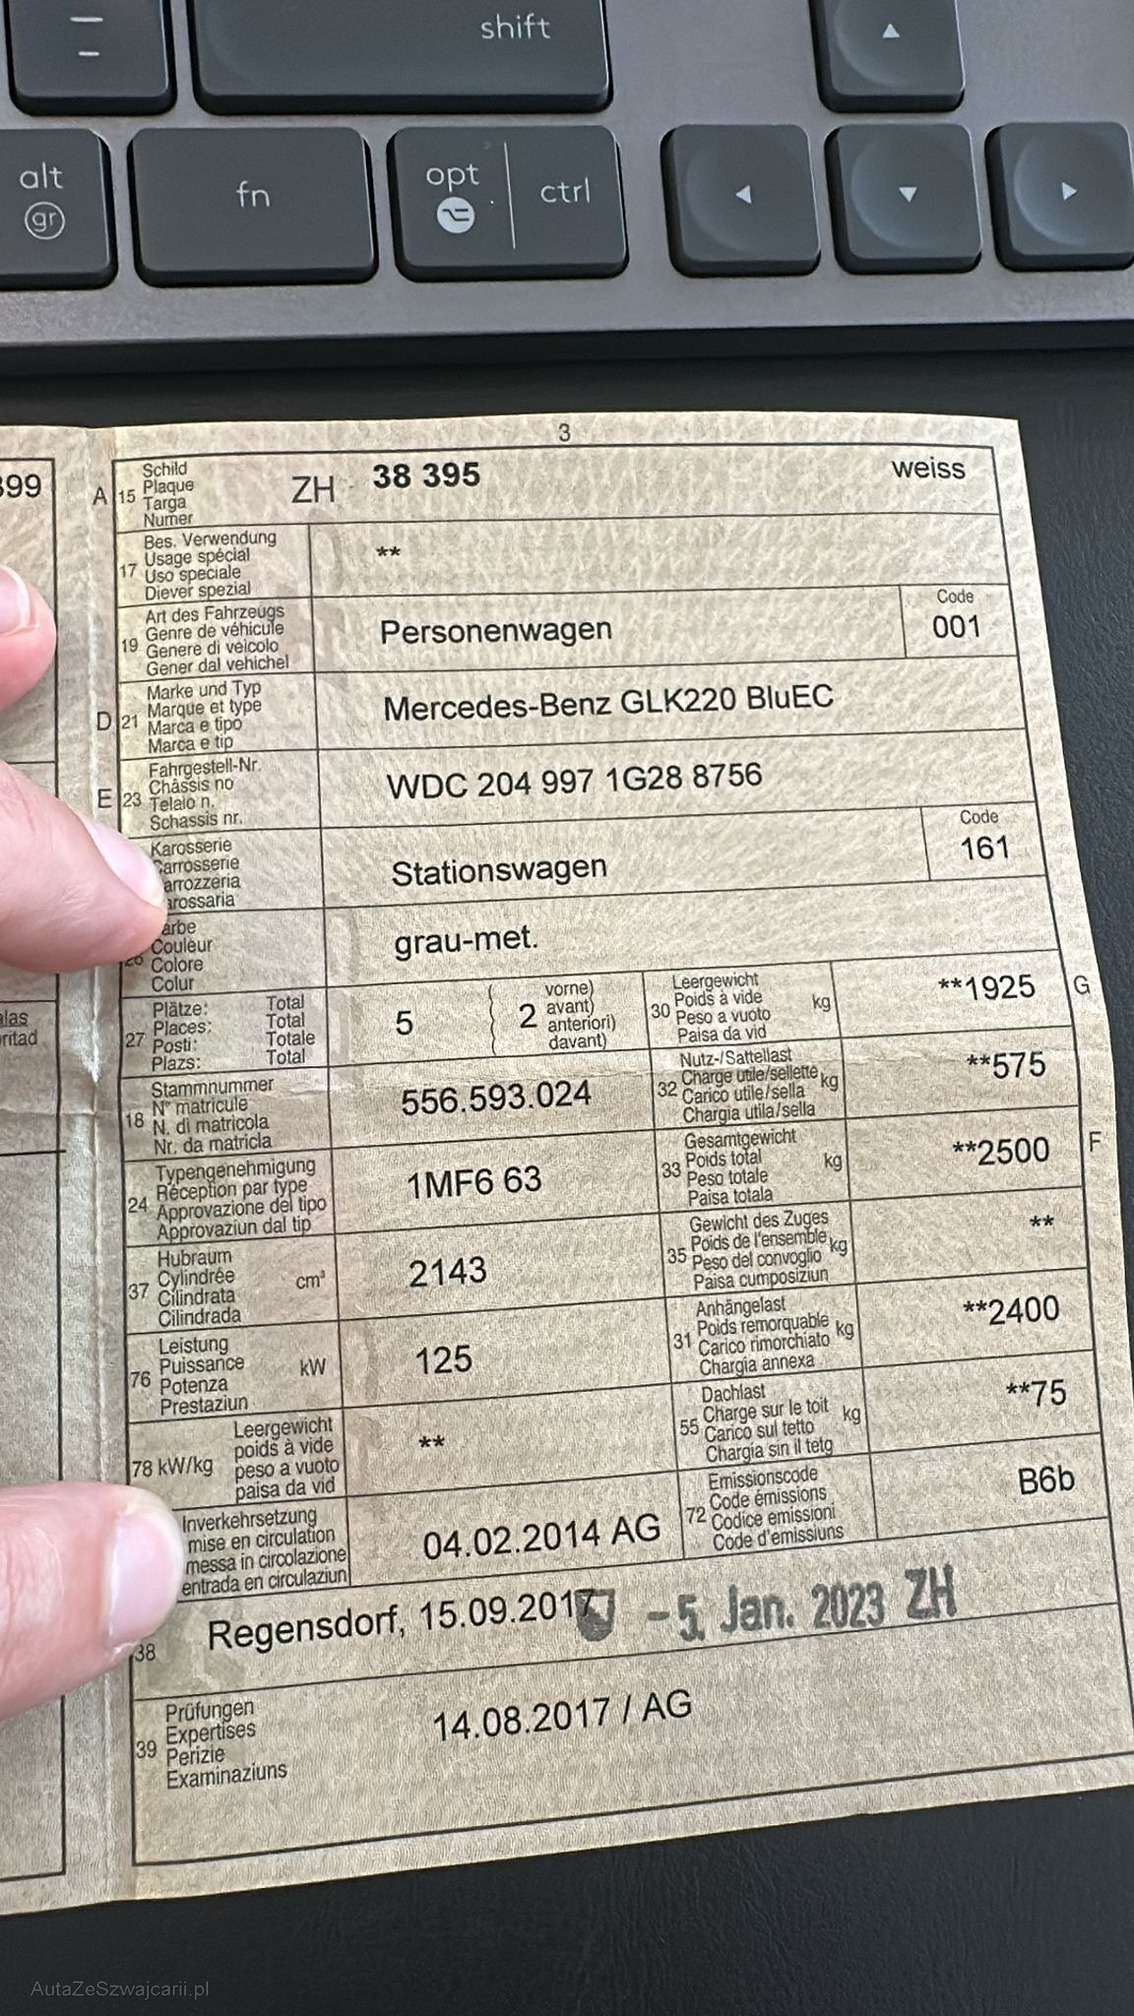 shift
alt
gr
fn
opt
ctrl
3
399
A 15 Schild
Plaque
Targa
Numer
ZH 38 395 weiss
17 Bes. Verwendung
Usage spécial
Uso speciale
Diever spezial
**
19 Art des Fahrzeugs
Genre de véhicule
Genere di veicolo
Gener dal vehichel
Personenwagen
Code
001
D 21 Marke und Typ
Marque et type
Marca e tipo
Marca e tip
Mercedes-Benz GLK220 BluEC
E 23 Fahrgestell-Nr.
Châssis no
Telaio n.
Schassis nr.
WDC 204 997 1G28 8756
Karosserie
arrosserie
arrozzeria
arossaria
Stationswagen
Code
161
arbe
Couleur
Colore
Colur
26
grau-met.
27 Plätze: Total
Places: Total
Posti: Totale
Plazs: Total
5
2 vorne)
avant)
anteriori)
davant)
30 Leergewicht
Poids à vide
Peso a vuoto
Paisa da vid
kg
**1925
G
18 Stammnummer
N° matricule
N. di matricola
Nr. da matricla
556.593.024
32 Nutz-/Sattellast
Charge utile/sellette
Carico utile/sella
Chargia utila/sella
kg
**575
24 Typengenehmigung
Réception par type
Approvazione del tipo
Approvaziun dal tip
1MF6 63
33 Gesamtgewicht
Poids total
Peso totale
Paisa totala
kg
**2500
F
37 Hubraum
Cylindrée
Cilindrata
Cilindrada
cm³
2143
35 Gewicht des Zuges
Poids de l'ensemble
Peso del convoglio
Paisa cumposiziun
kg
**
76 Leistung
Puissance
Potenza
Prestaziun
kW
125
31 Anhängelast
Poids remorquable
Carico rimorchiato
Chargia annexa
kg
**2400
78 kW/kg
Leergewicht
poids à vide
peso a vuoto
paisa da vid
**
55 Dachlast
Charge sur le toit
Carico sul tetto
Chargia sin il tetg
kg
**75
Inverkehrsetzung
mise en circulation
messa in circolazione
entrada en circulaziun
04.02.2014 AG
72 Emissionscode
Code émissions
Codice emissioni
Code d'emissiuns
B6b
38 Regensdorf, 15.09.2017 -5. Jan. 2023 ZH
39 Prüfungen
Expertises
Perizie
Examinaziuns
14.08.2017 / AG
AutaZeSzwajcarii.pl